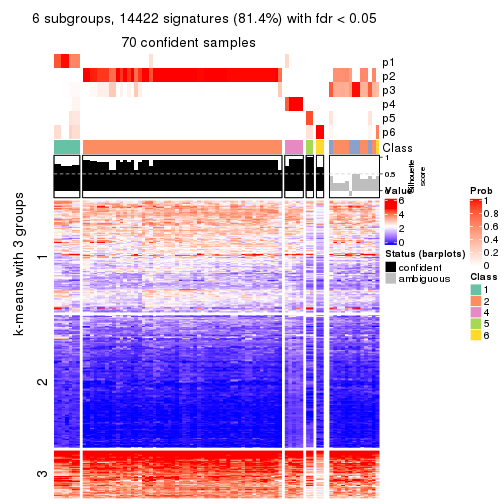 6 subgroups, 14422 signatures (81.4%) with fdr < 0.05
70 confident samples
p1
p2
p3
p4
p5
p6
Class
1
0.5
0
Silhouette
score
k-means with 3 groups
1
2
3
Value
6
4
2
0
Status (barplots)
confident
ambiguous
Prob
1
0.8
0.6
0.4
0.2
0
Class
1
2
3
4
5
6